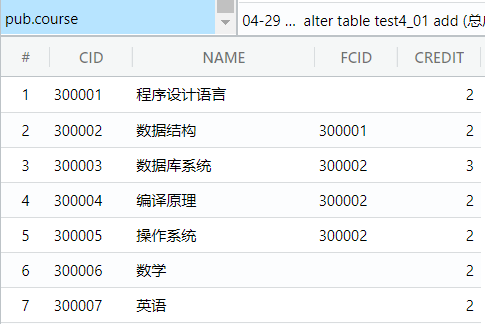 pub.course
04-29 ... alter table test4_01 add (
# CID NAME FCID CREDIT
1 300001 程序设计语言 2
2 300002 数据结构 300001 2
3 300003 数据库系统 300002 3
4 300004 编译原理 300002 2
5 300005 操作系统 300002 2
6 300006 数学 2
7 300007 英语 2